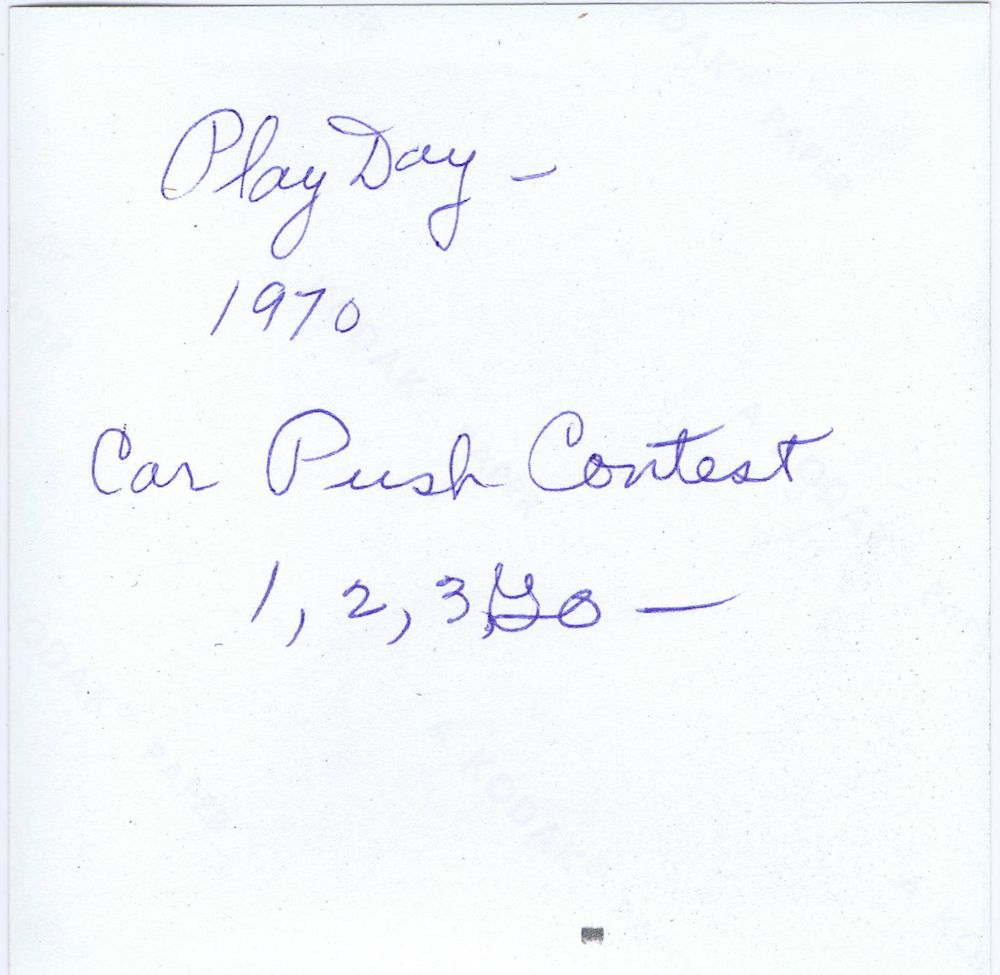 Play Day –
1970
Car Push Contest
1, 2, 3, Go —